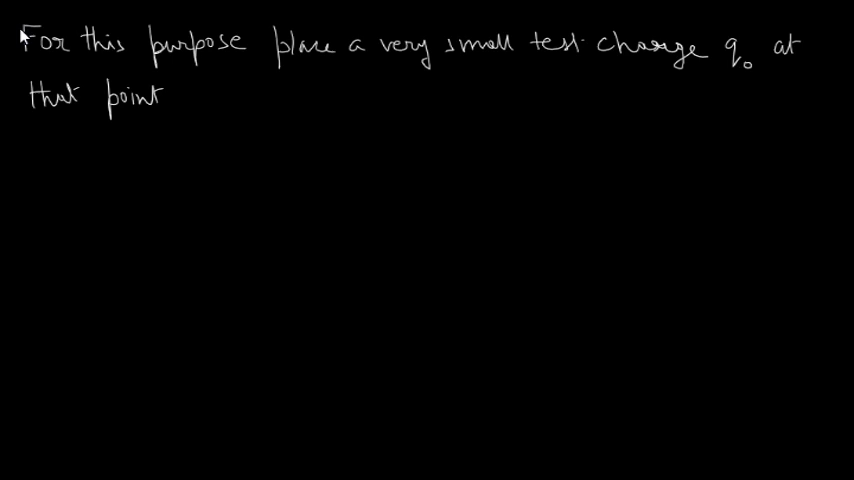 For this purpose place a very small test charge q₀ at
that point